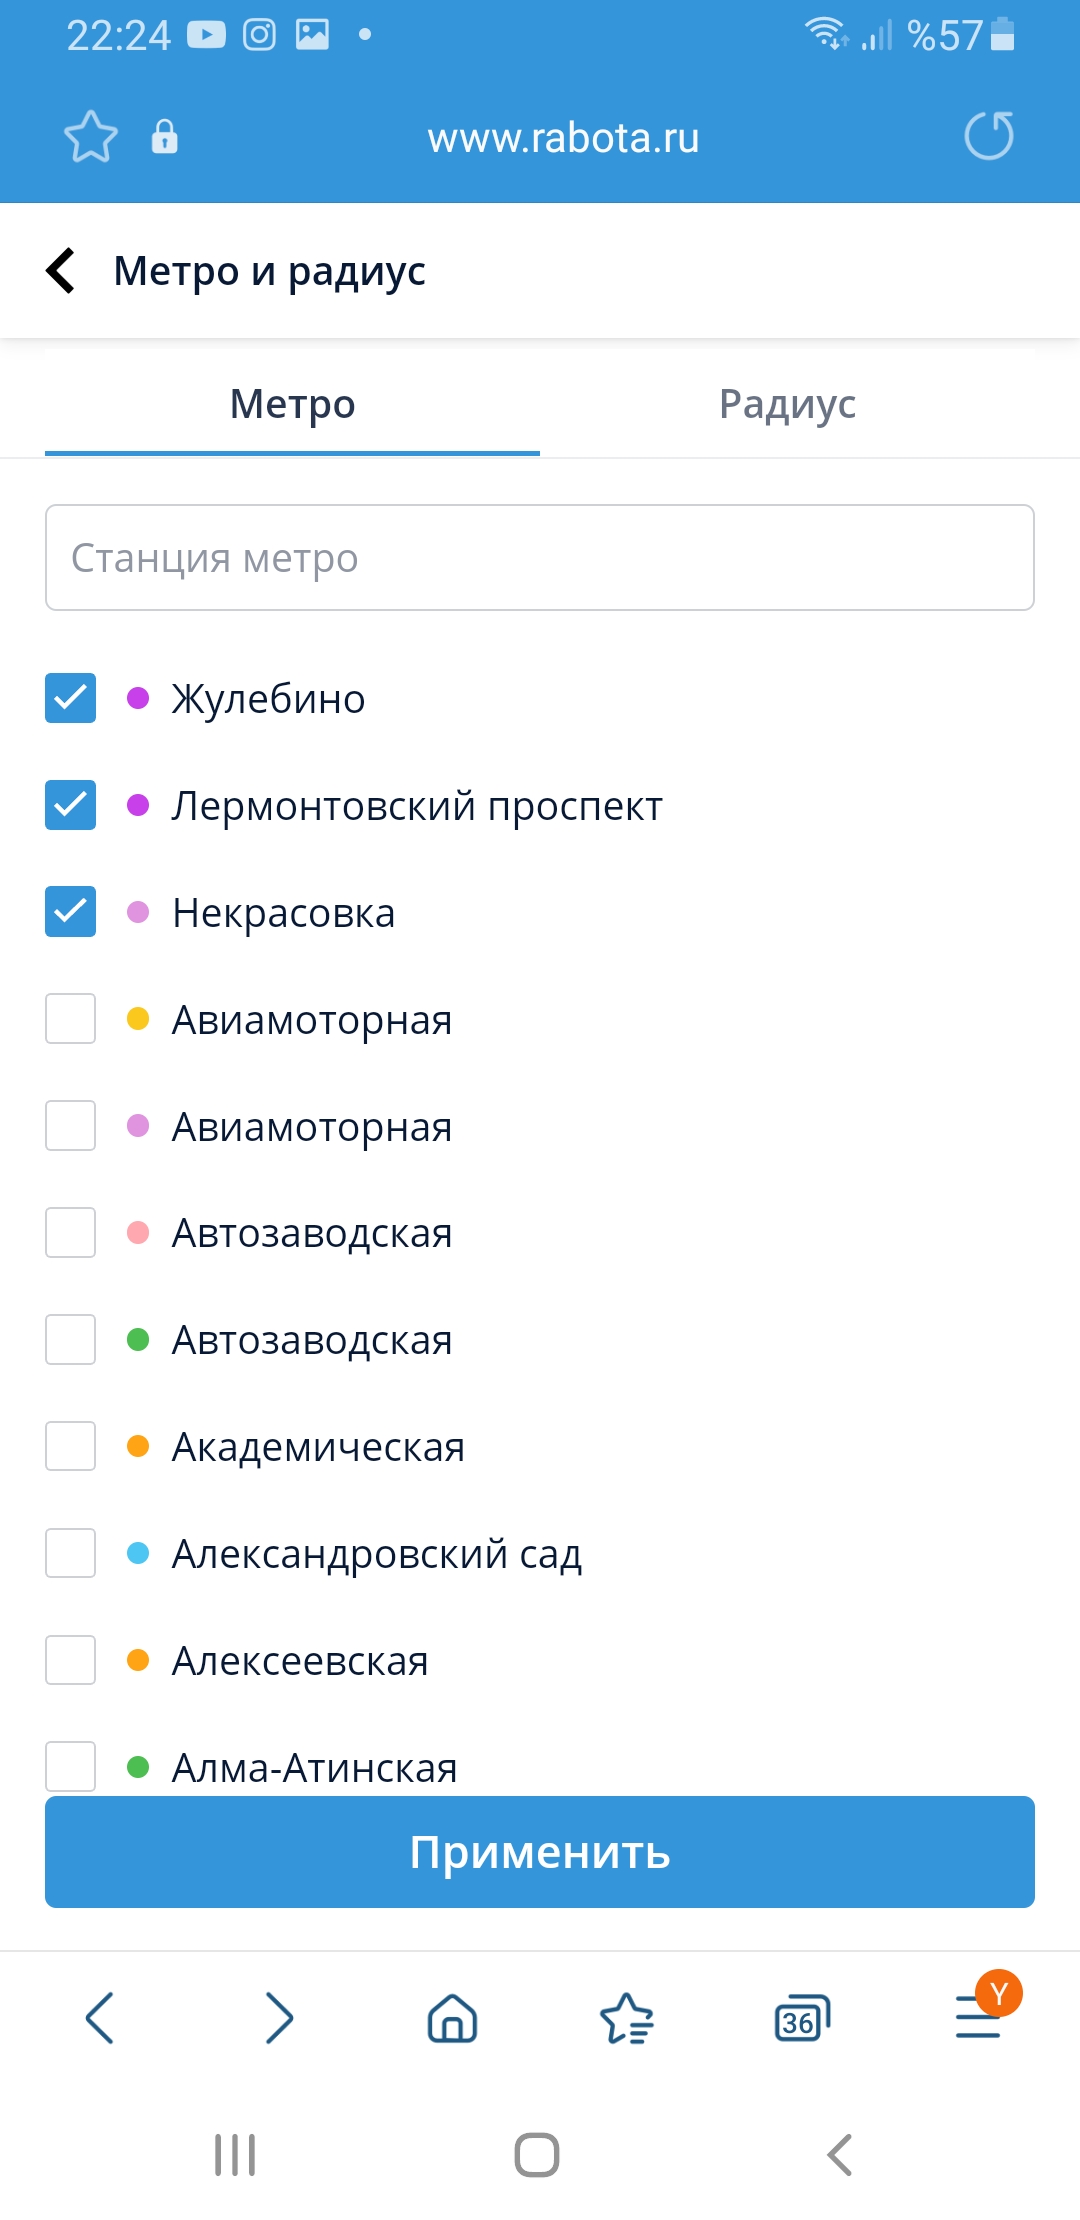 22:24 %57
www.rabota.ru
Метро и радиус
Метро Радиус
Станция метро
Жулебино
Лермонтовский проспект
Некрасовка
Авиамоторная
Авиамоторная
Автозаводская
Автозаводская
Академическая
Александровский сад
Алексеевская
Алма-Атинская
Применить
36 Y